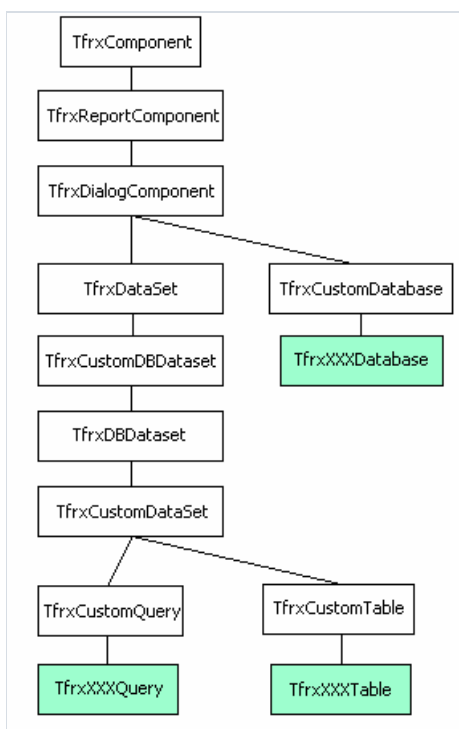 TfrxComponent
TfrxReportComponent
TfrxDialogComponent
TfrxDataSet
TfrxCustomDatabase
TfrxCustomDBDataset
TfrxXXXDatabase
TfrxDBDataset
TfrxCustomDataSet
TfrxCustomQuery
TfrxCustomTable
TfrxXXXQuery
TfrxXXXTable